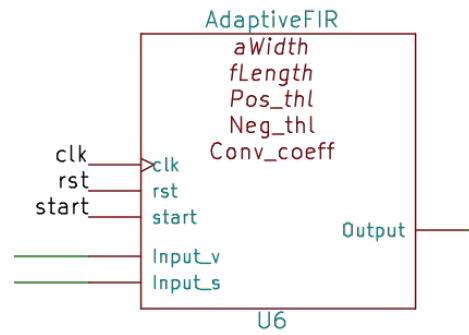 AdaptiveFIR
aWidth
fLength
Pos_thl
Neg_thl
Conv_coeff
clk
clk
rst
rst
start
start
Output
Input_v
Input_s
U6